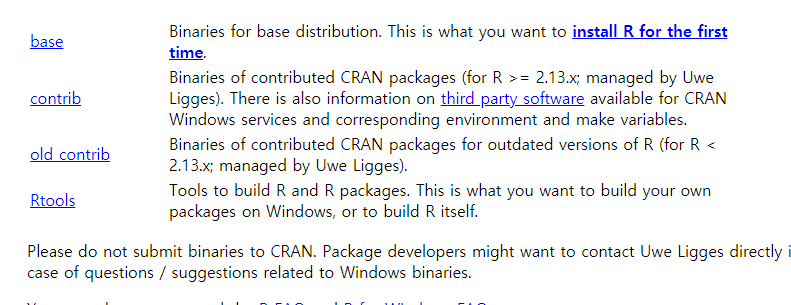 base
Binaries for base distribution. This is what you want to install R for the first
time.
contrib
Binaries of contributed CRAN packages (for R >= 2.13.x; managed by Uwe
Ligges). There is also information on third party software available for CRAN
Windows services and corresponding environment and make variables.
old contrib
Binaries of contributed CRAN packages for outdated versions of R (for R <
2.13.x; managed by Uwe Ligges).
Rtools
Tools to build R and R packages. This is what you want to build your own
packages on Windows, or to build R itself.
Please do not submit binaries to CRAN. Package developers might want to contact Uwe Ligges directly i
case of questions / suggestions related to Windows binaries.